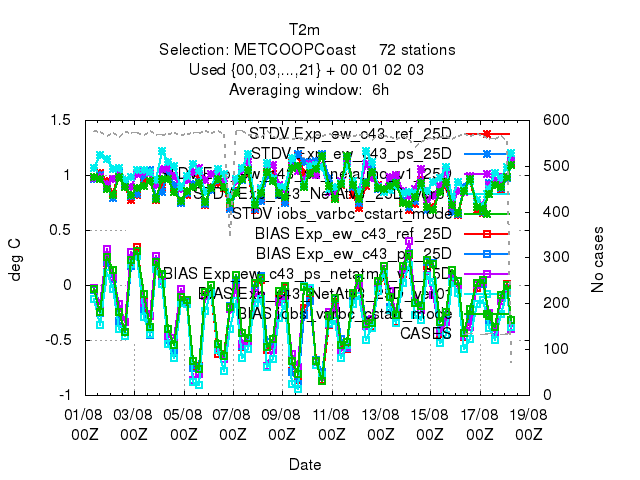 T2m
Selection: METCOOPCoast 72 stations
Used {00,03,...,21} + 00 01 02 03
Averaging window: 6h
deg C
No cases
1.5
1
0.5
0
-0.5
-1
600
500
400
300
200
100
0
STDV Exp_ew_c43_ref_25D
STDV Exp_ew_c43_ps_25D
STDV iobs_varbc_cstart_mode
BIAS Exp_ew_c43_ref_25D
BIAS Exp_ew_c43_ps_25D
BIAS iobs_varbc_cstart_mode
CASES
01/08 03/08 05/08 07/08 09/08 11/08 13/08 15/08 17/08 19/08
00Z 00Z 00Z 00Z 00Z 00Z 00Z 00Z 00Z 00Z
Date